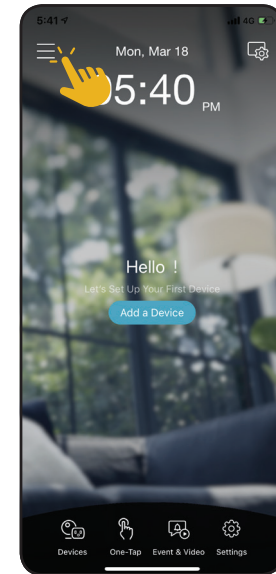 5:41 4G
Mon, Mar 18
05:40 PM
Hello !
Let's Set Up Your First Device
Add a Device
Devices One-Tap Event & Video Settings